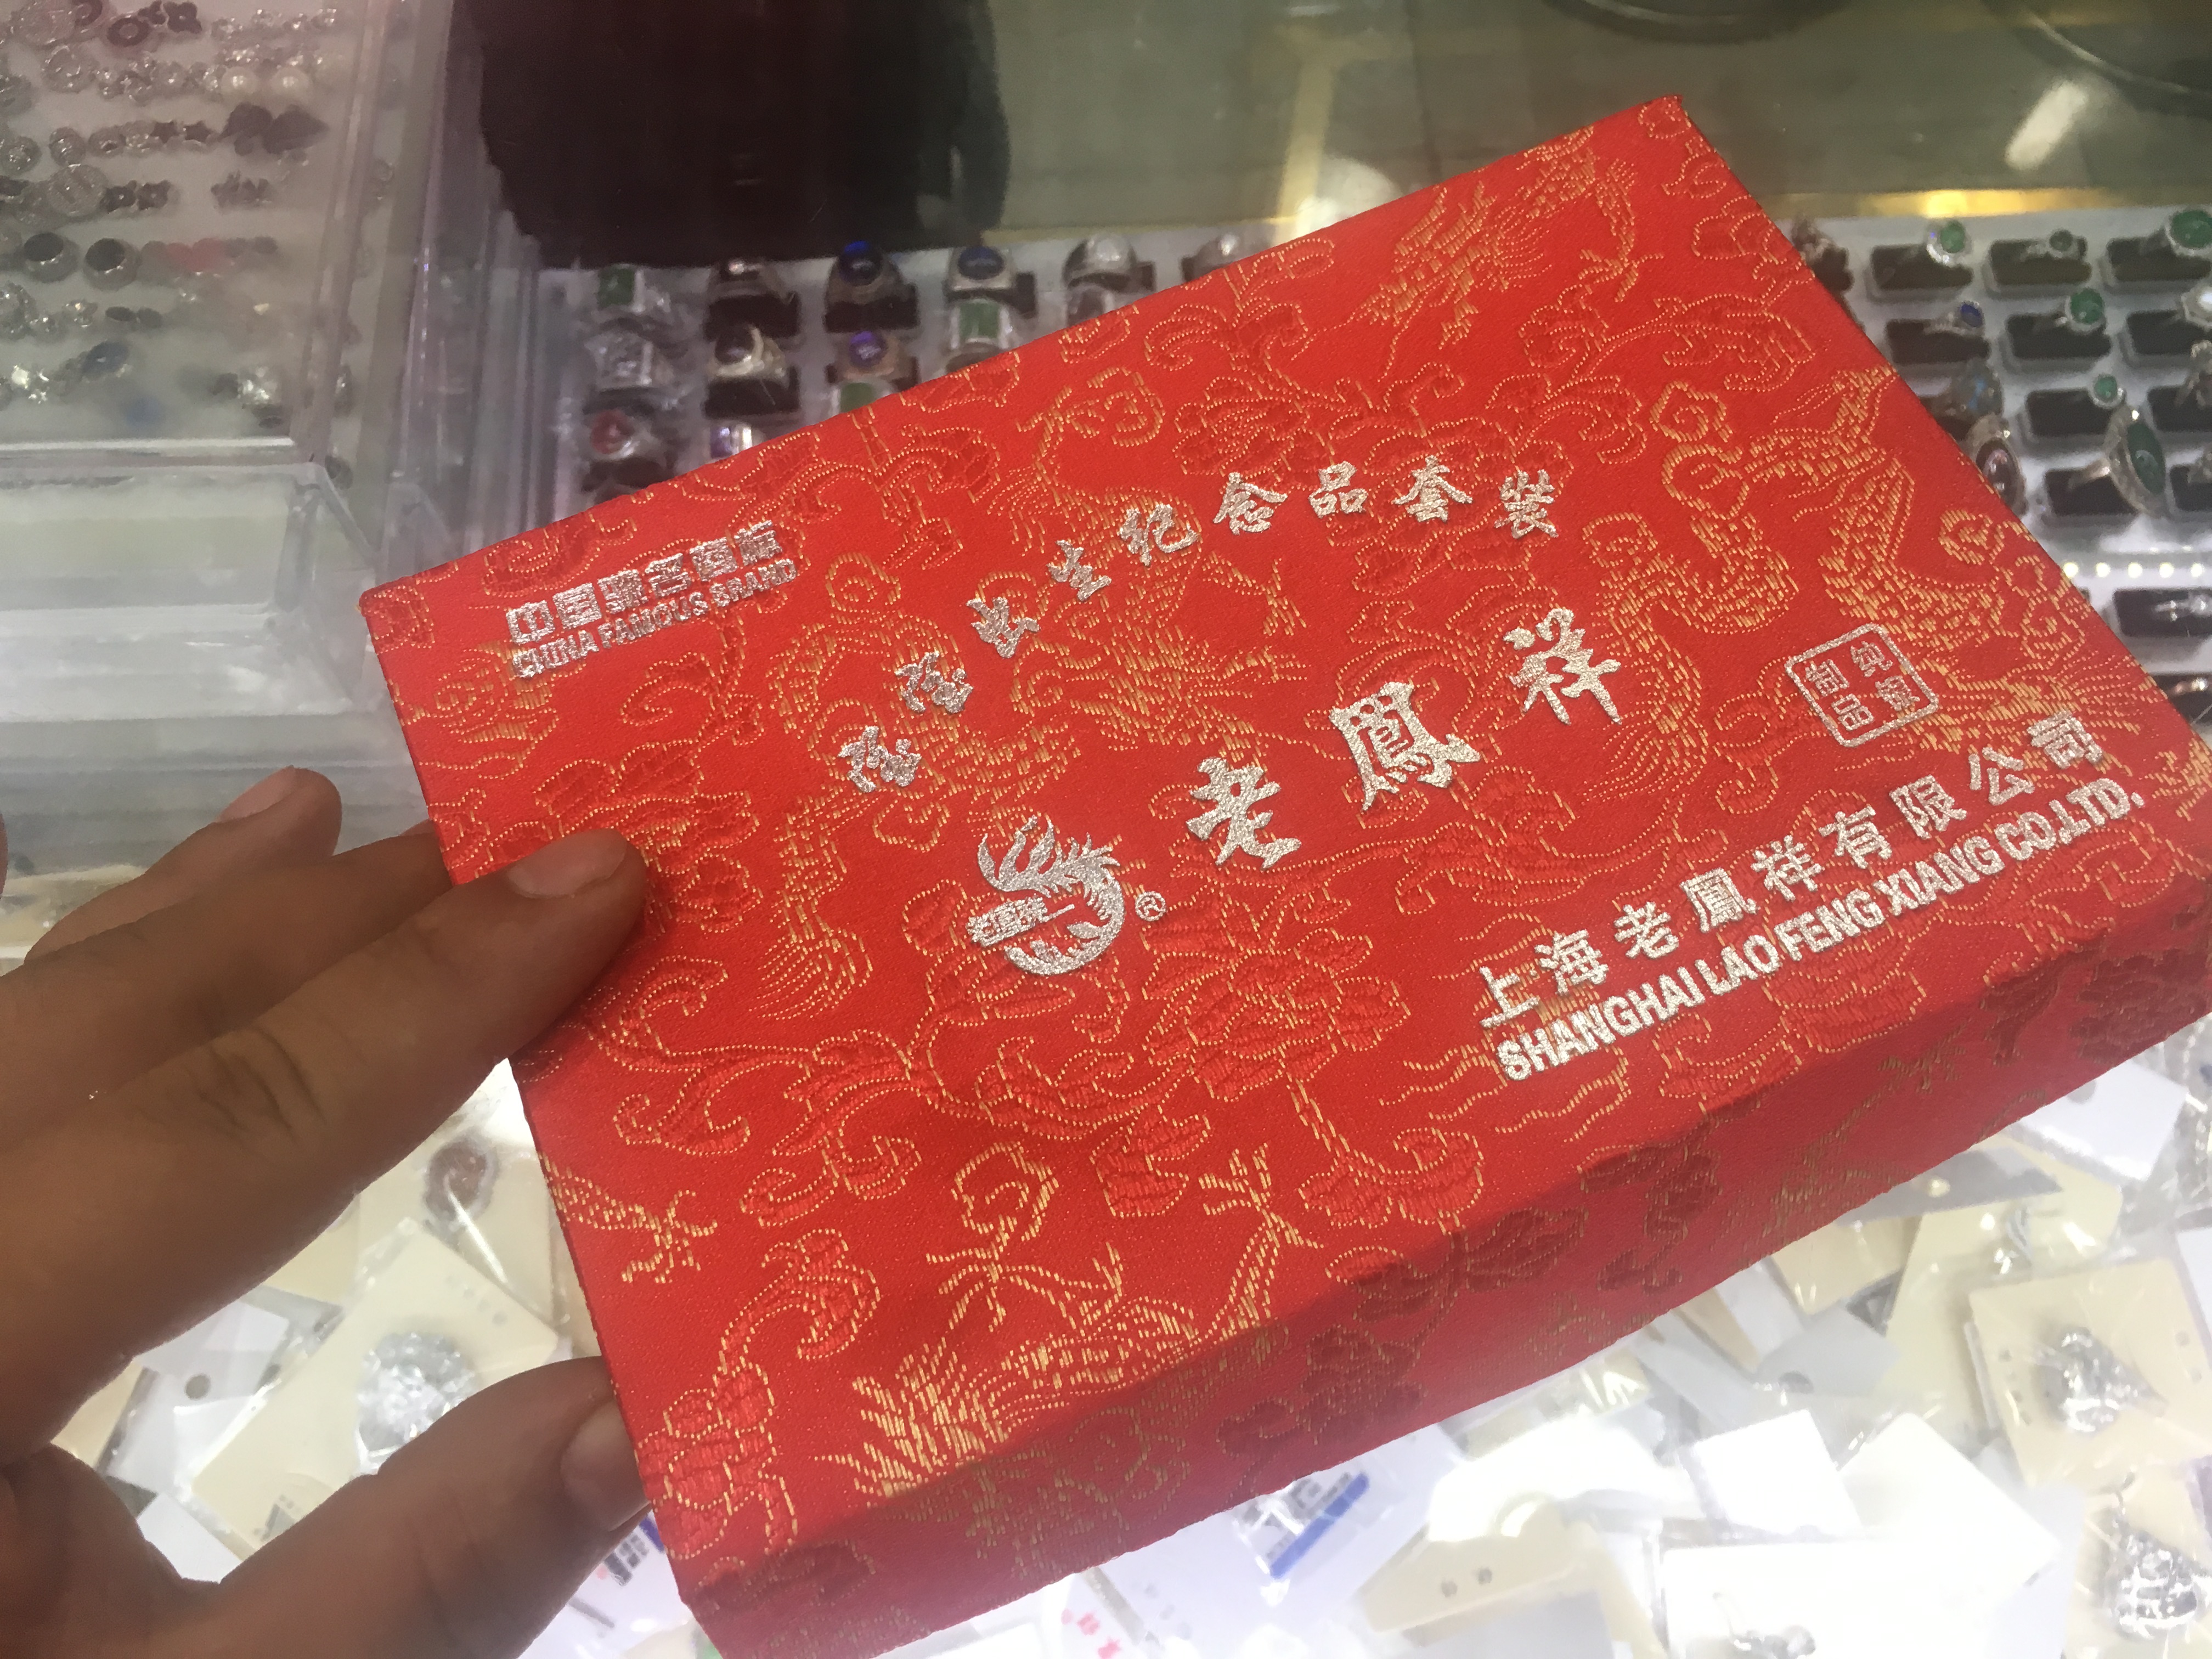 中国驰名商标
CHINA FAMOUS BRAND
宝宝出生纪念品套装
老鳳祥
纯银
制品
上海老鳳祥有限公司
SHANGHAI LAO FENG XIANG CO.LTD.